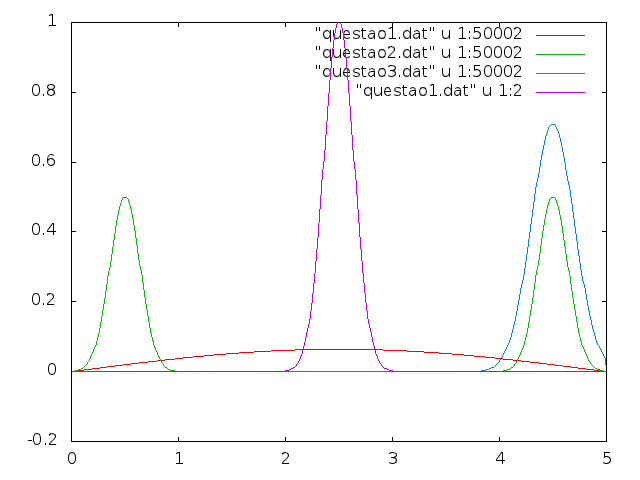 "questao1.dat" u 1:50002
"questao2.dat" u 1:50002
"questao3.dat" u 1:50002
"questao1.dat" u 1:2
1
0.8
0.6
0.4
0.2
0
-0.2
0 1 2 3 4 5